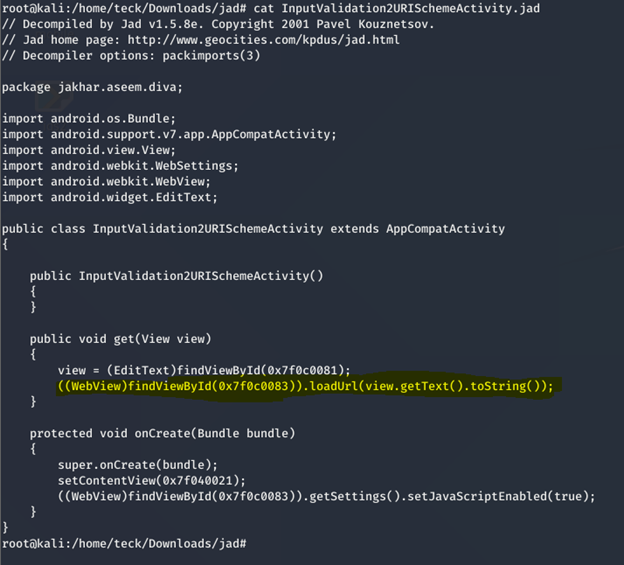 root@kali:/home/teck/Downloads/jad# cat InputValidation2URISchemeActivity.jad
// Decompiled by Jad v1.5.8e. Copyright 2001 Pavel Kouznetsov.
// Jad home page: http://www.geocities.com/kpdus/jad.html
// Decompiler options: packimports(3)

package jakhar.aseem.diva;

import android.os.Bundle;
import android.support.v7.app.AppCompatActivity;
import android.view.View;
import android.webkit.WebSettings;
import android.webkit.WebView;
import android.widget.EditText;

public class InputValidation2URISchemeActivity extends AppCompatActivity
{

    public InputValidation2URISchemeActivity()
    {
    }

    public void get(View view)
    {
        view = (EditText)findViewById(0x7f0c0081);
        ((WebView)findViewById(0x7f0c0083)).loadUrl(view.getText().toString());
    }

    protected void onCreate(Bundle bundle)
    {
        super.onCreate(bundle);
        setContentView(0x7f040021);
        ((WebView)findViewById(0x7f0c0083)).getSettings().setJavaScriptEnabled(true);
    }
}
root@kali:/home/teck/Downloads/jad#